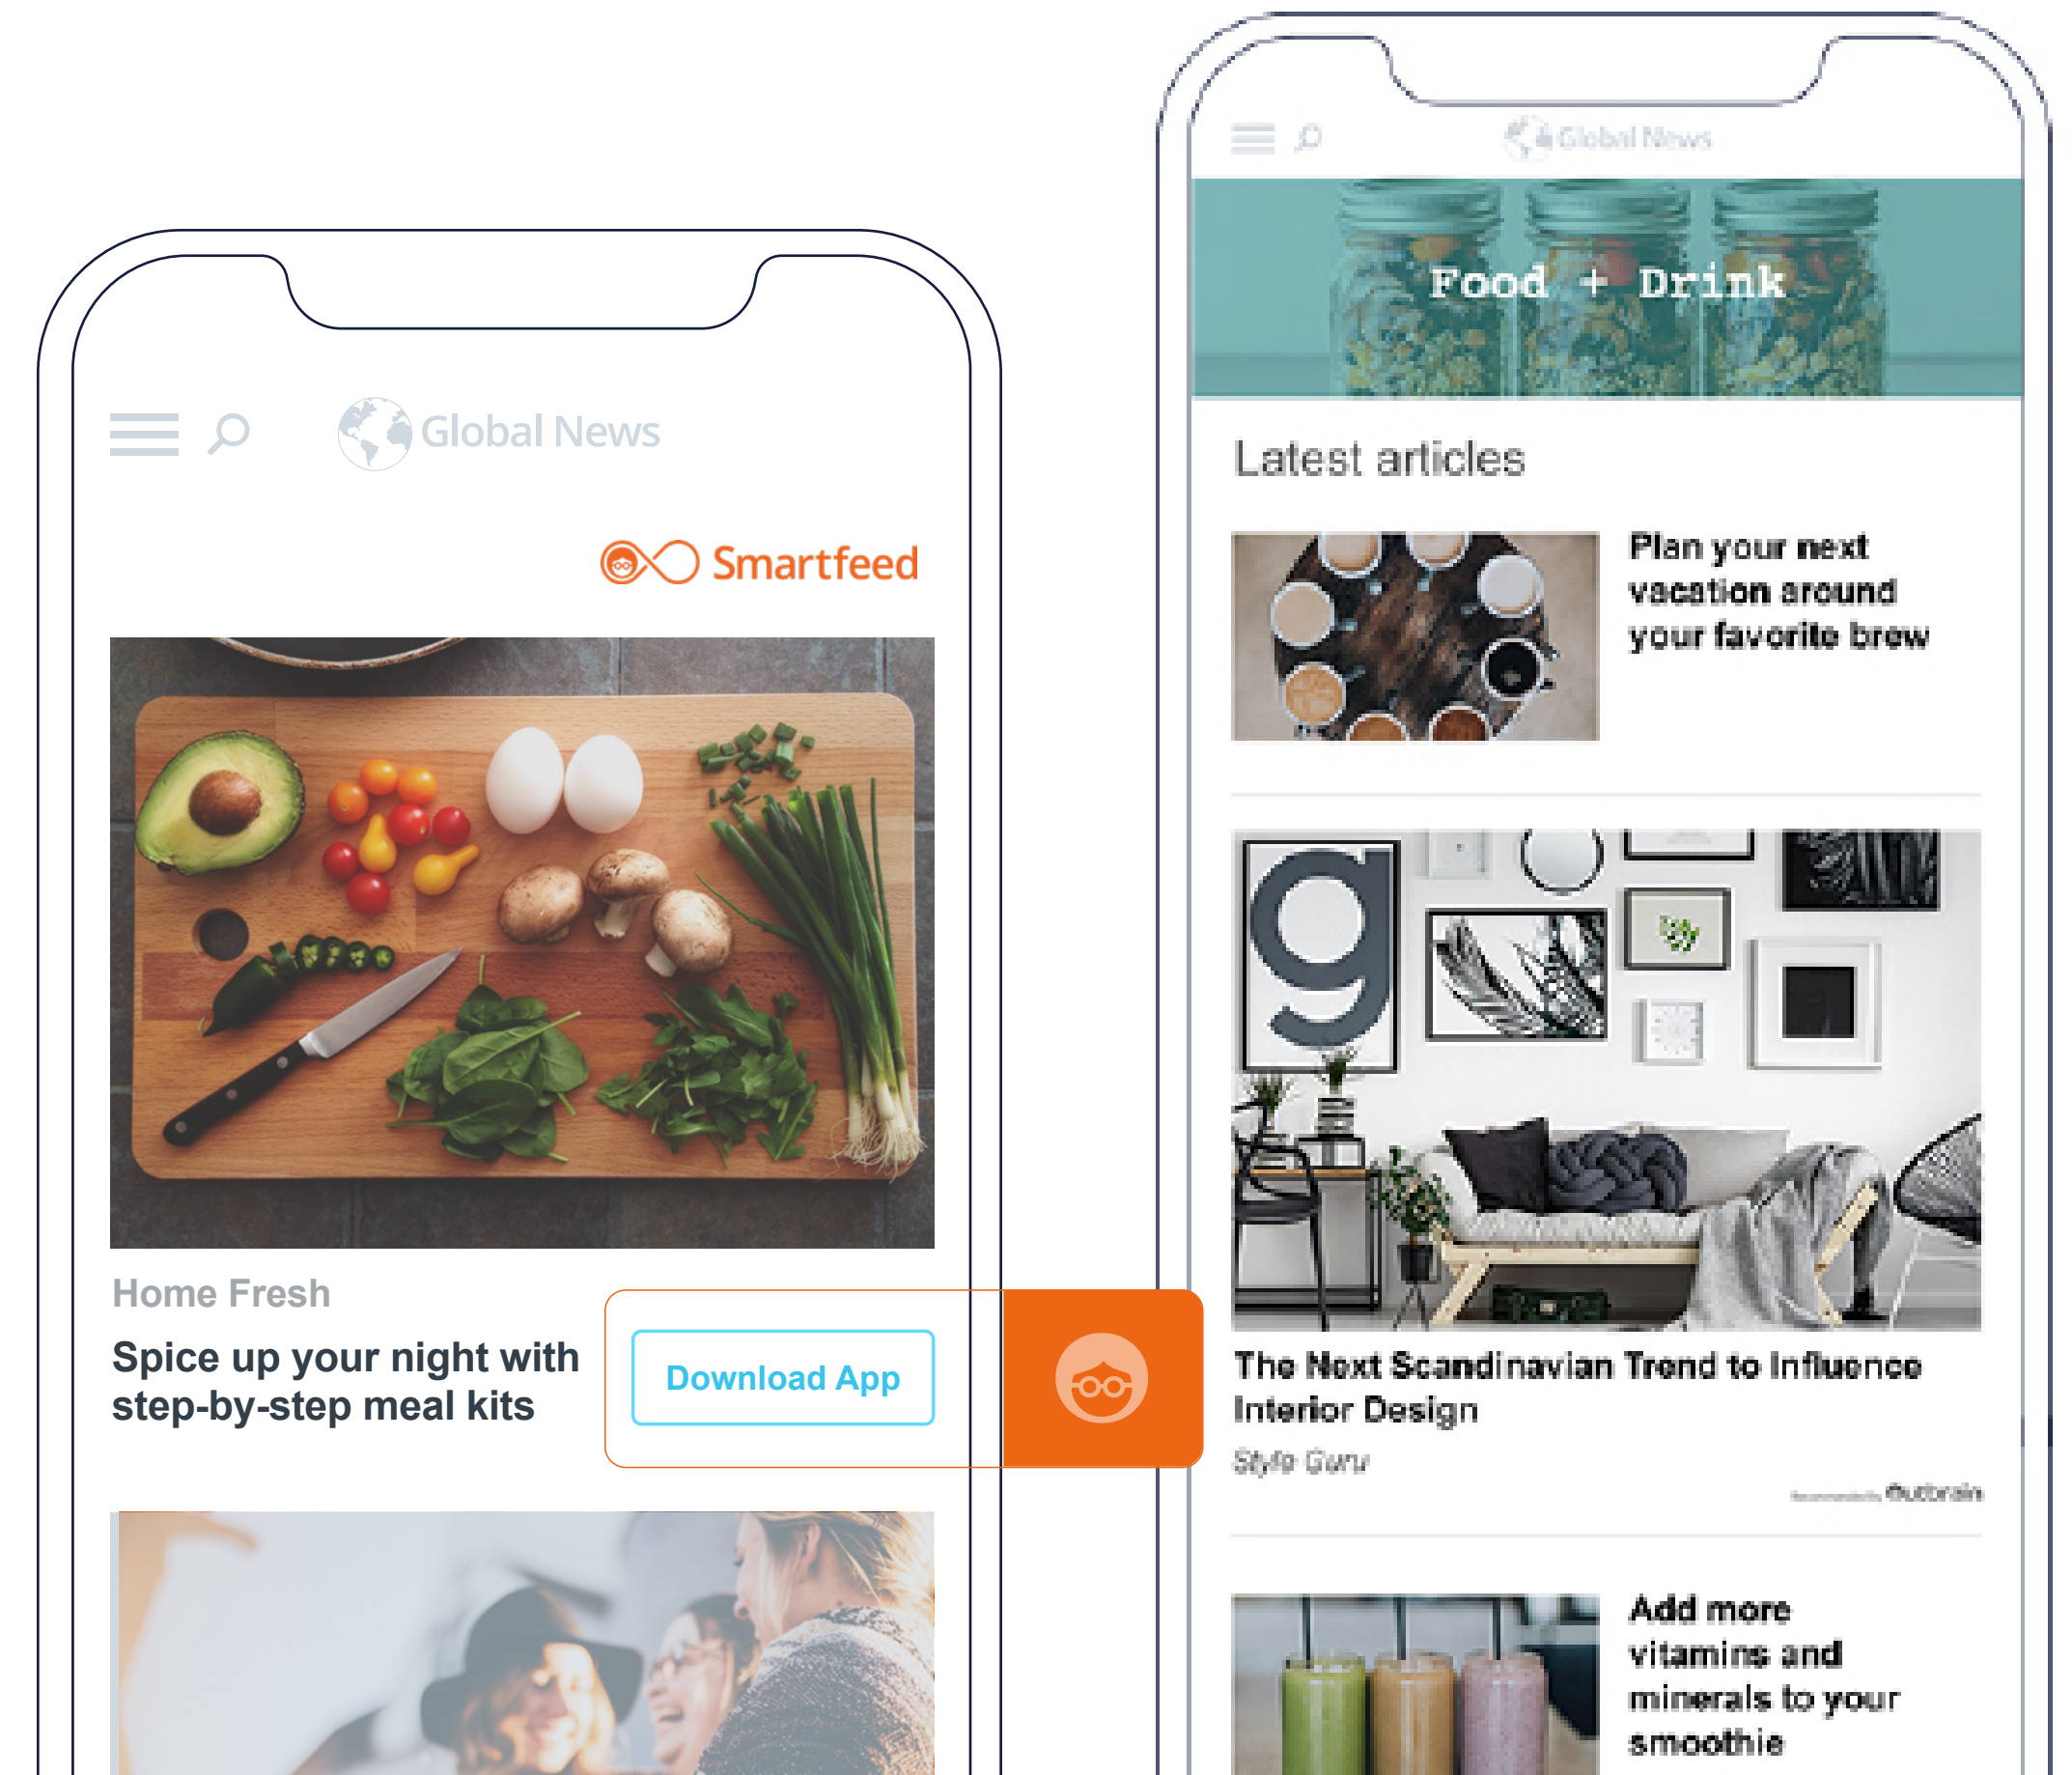 Global News
Smartfeed
Home Fresh
Spice up your night with
step-by-step meal kits
Download App
Global News
Food + Drink
Latest articles
Plan your next
vacation around
your favorite brew
g
The Next Scandinavian Trend to Influence
Interior Design
Style Guru
Recommended by Outbrain
Add more
vitamins and
minerals to your
smoothie